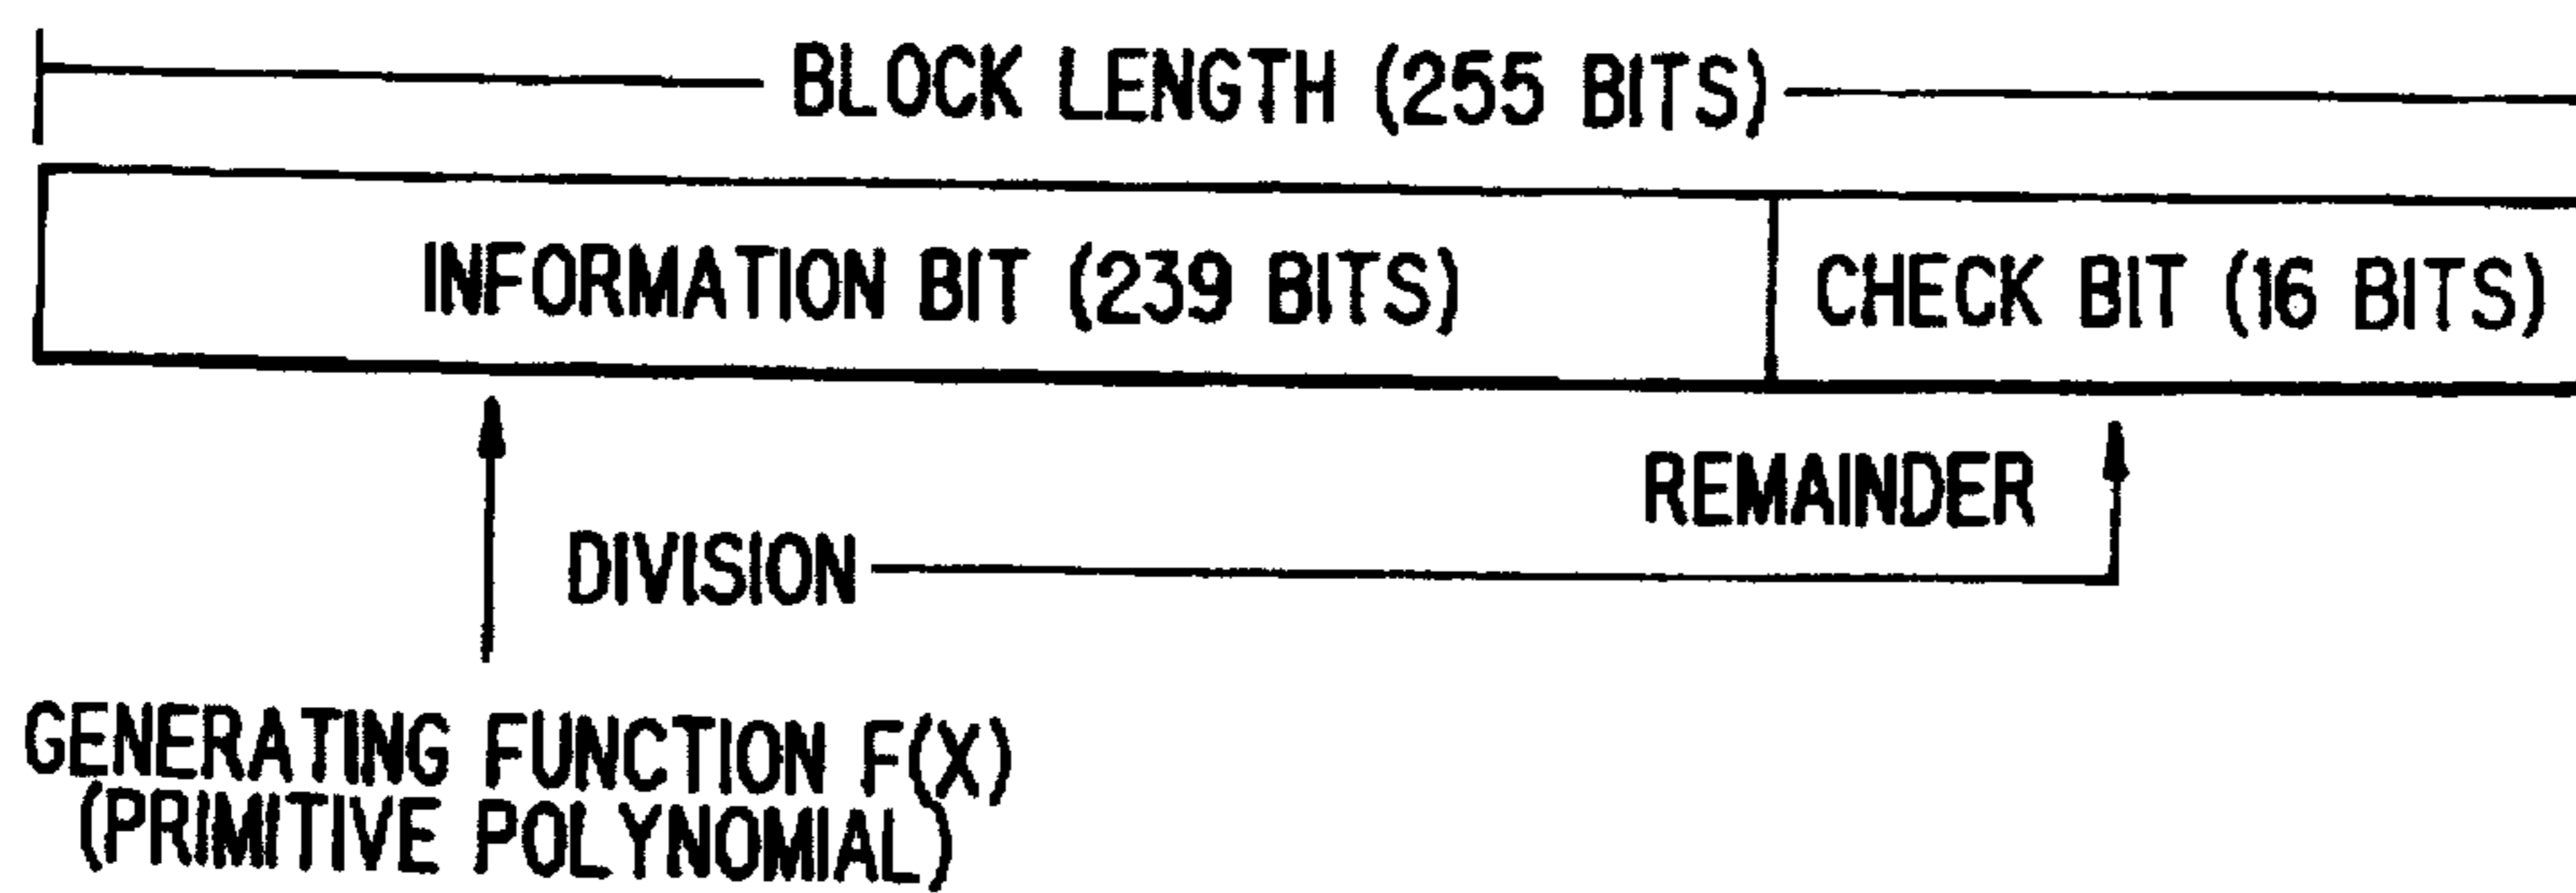 BLOCK LENGTH (255 BITS)
INFORMATION BIT (239 BITS)
CHECK BIT (16 BITS)
REMAINDER
DIVISION
GENERATING FUNCTION F(X)
(PRIMITIVE POLYNOMIAL)